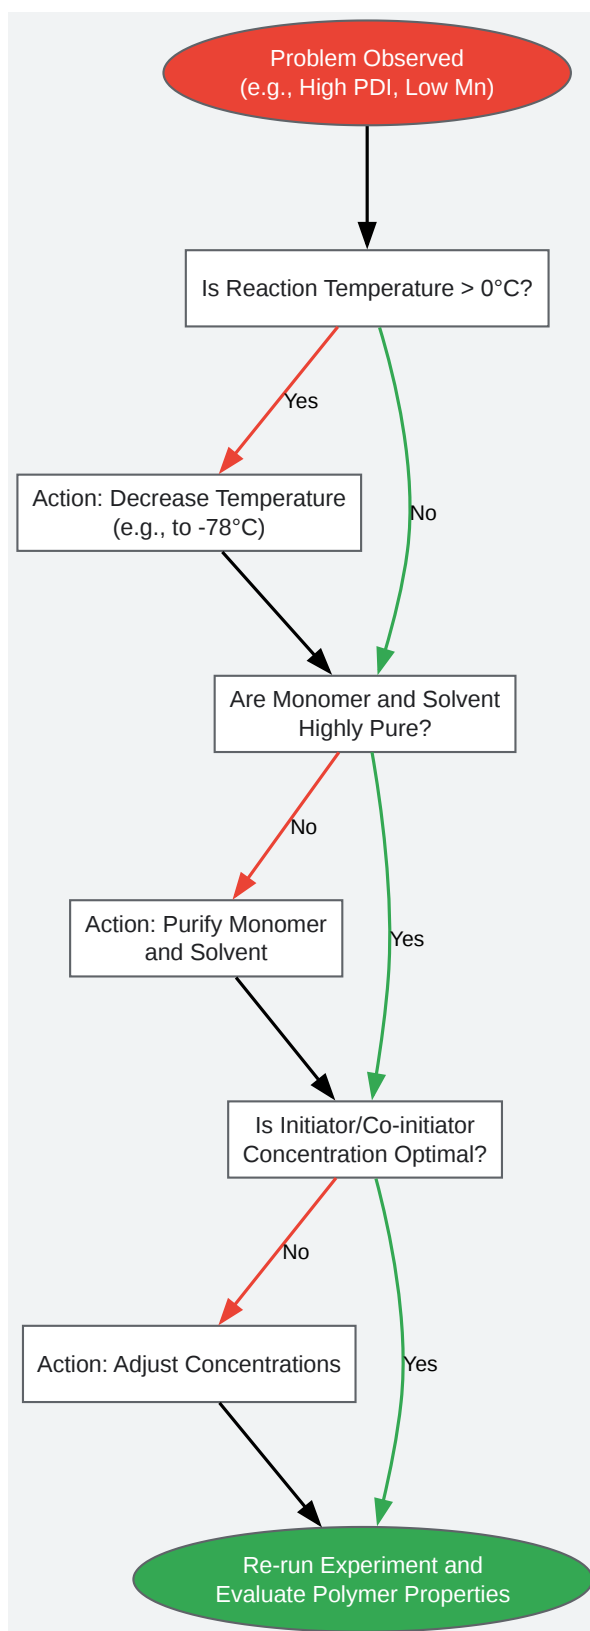 Problem Observed
(e.g., High PDI, Low Mn)
Is Reaction Temperature > 0°C?
Yes
Action: Decrease Temperature
(e.g., to -78°C)
No
Are Monomer and Solvent
Highly Pure?
No
Action: Purify Monomer
and Solvent
Yes
Is Initiator/Co-initiator
Concentration Optimal?
No
Action: Adjust Concentrations
Yes
Re-run Experiment and
Evaluate Polymer Properties